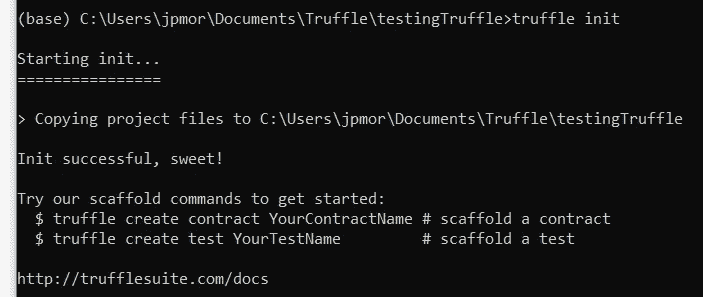 (base) C:\Users\jpmor\Documents\Truffle\testingTruffle>truffle init
Starting init...
================
> Copying project files to C:\Users\jpmor\Documents\Truffle\testingTruffle
Init successful, sweet!
Try our scaffold commands to get started:
$ truffle create contract YourContractName # scaffold a contract
$ truffle create test YourTestName # scaffold a test
http://trufflesuite.com/docs